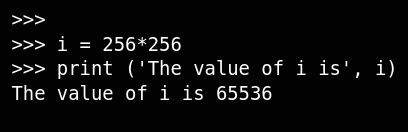 >>>
>>> i = 256*256
>>> print ('The value of i is', i)
The value of i is 65536